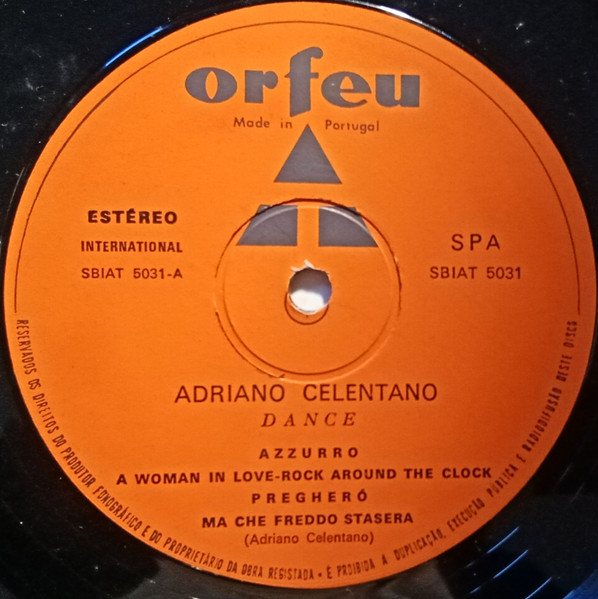 orfeu
Made in Portugal
ESTÉREO
INTERNATIONAL
SBIAT 5031-A
SPA
SBIAT 5031
ADRIANO CELENTANO
DANCE
AZZURRO
A WOMAN IN LOVE-ROCK AROUND THE CLOCK
PREGHERÓ
MA CHE FREDDO STASERA
(Adriano Celentano)
RESERVADOS OS DIREITOS DO PRODUTOR FONOGRÁFICO E DO PROPRIETÁRIO DA OBRA REGISTADA • É PROIBIDA A DUPLICAÇÃO, EXECUÇÃO PÚBLICA E RADIODIFUSÃO DESTE DISCO